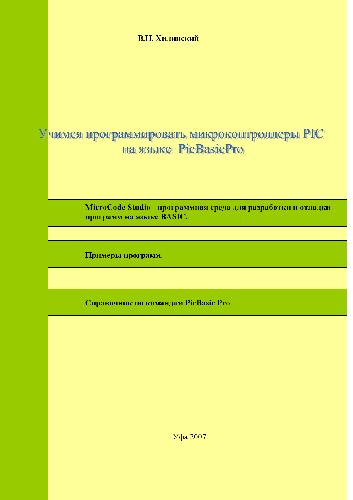 В.П. Хилинский
Учимся программировать микроконтроллеры PIC
на языке PicBasicPro
MicroCode Studio - программная среда для разработки и отладки
программ на языке BASIC.
Примеры программ.
Справочник по командам PicBasic Pro
Уфа 2007